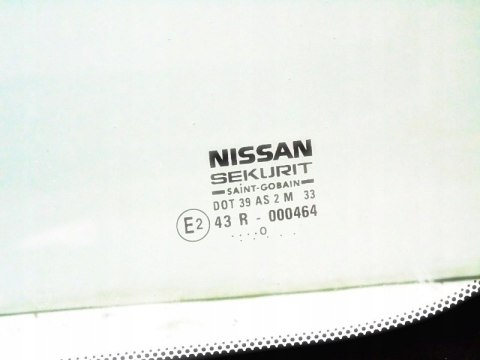 NISSAN
SEKURIT
SAINT-GOBAIN
DOT 39 AS 2 M 33
E2 43 R - 000464
....O......